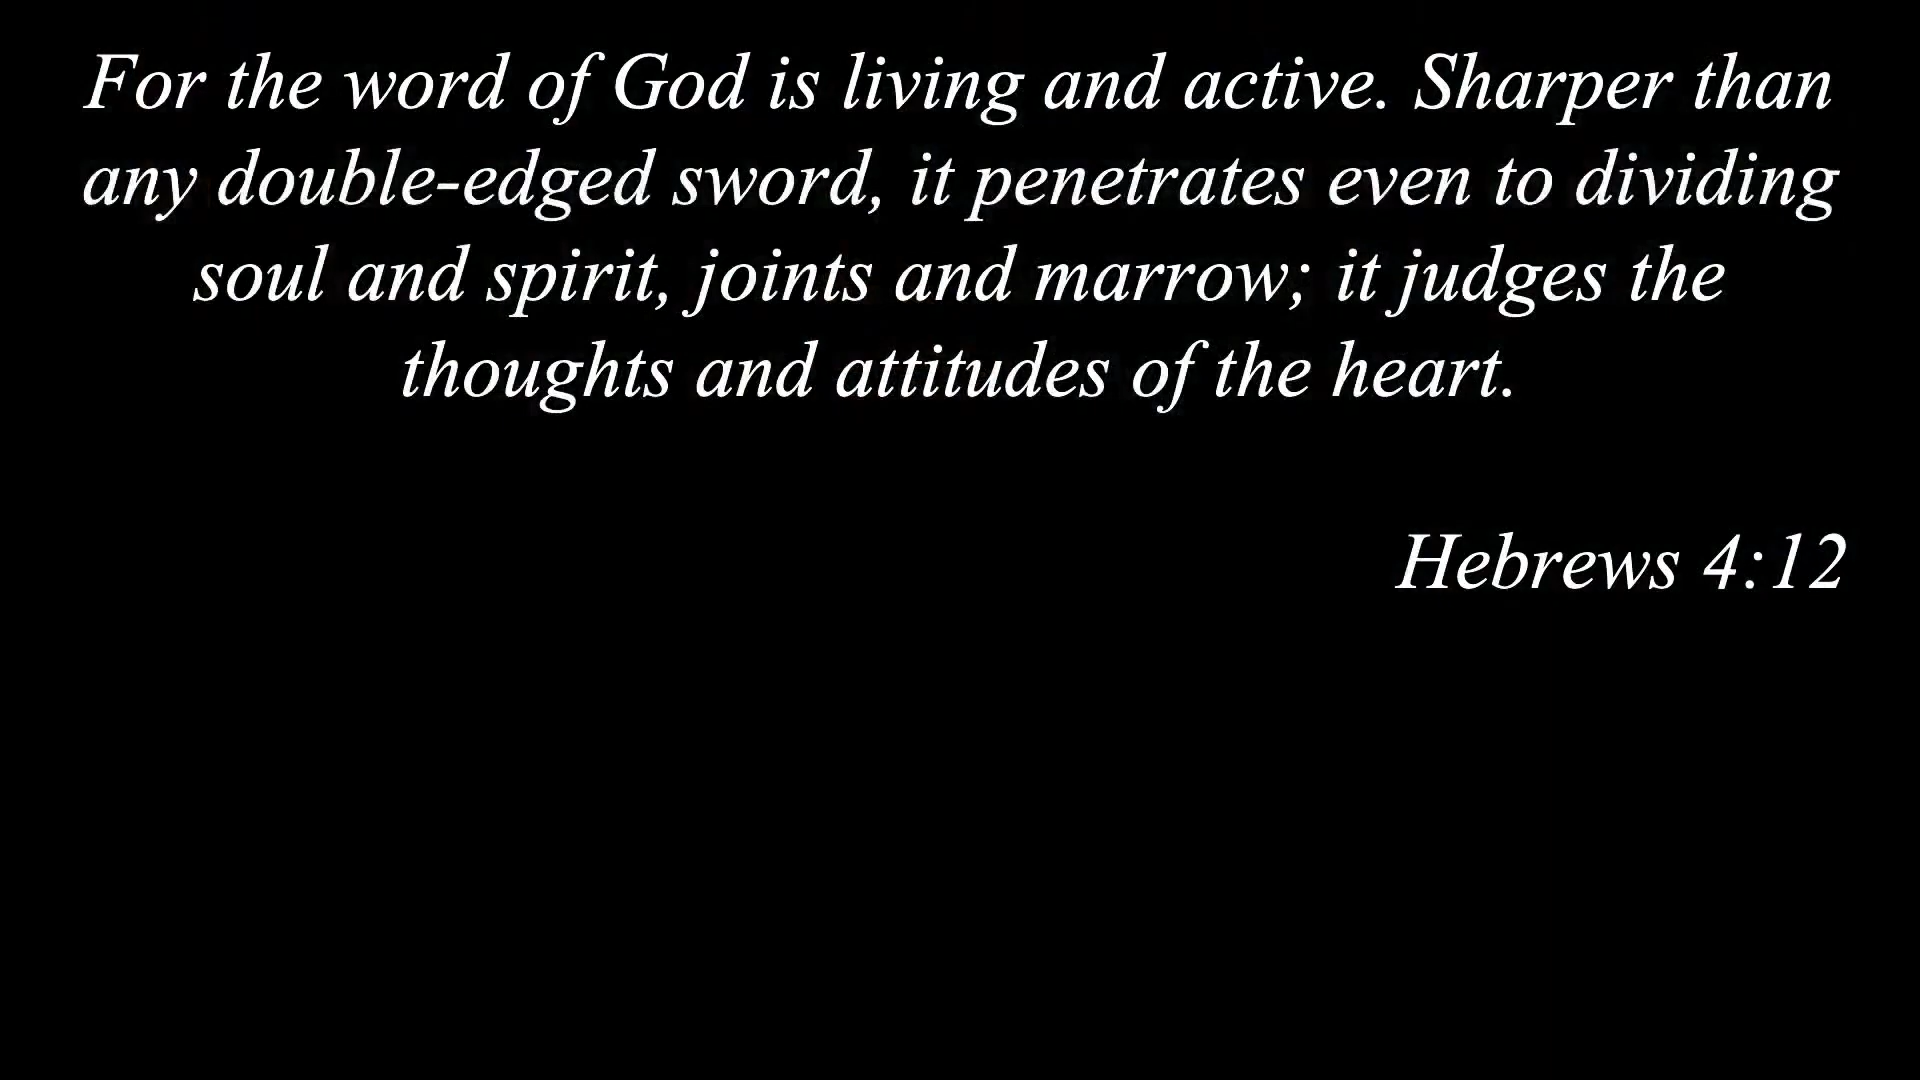 For the word of God is living and active. Sharper than
any double-edged sword, it penetrates even to dividing
soul and spirit, joints and marrow; it judges the
thoughts and attitudes of the heart.
Hebrews 4:12